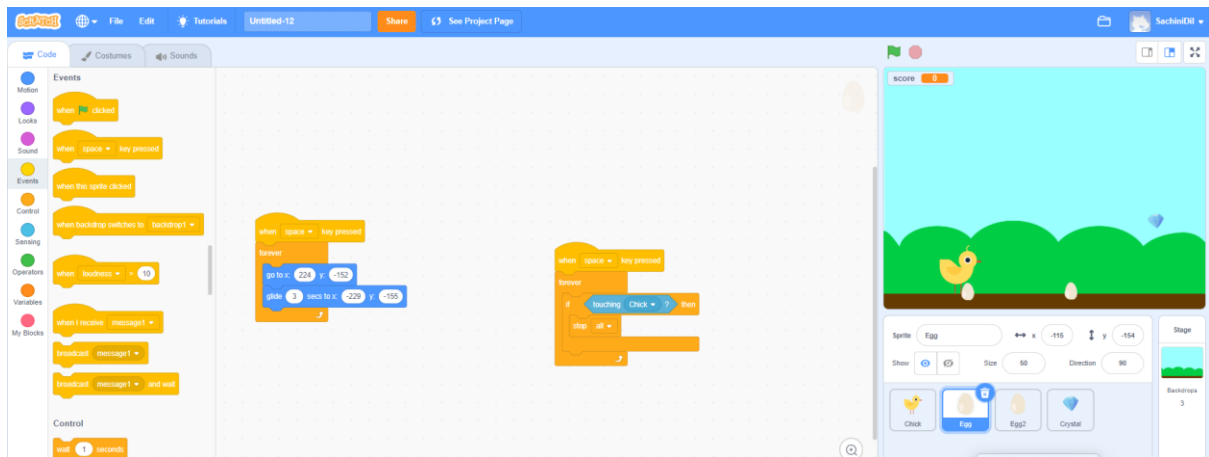 SCRATCH File Edit Tutorials Untitled-12 Share See Project Page SachiniDil
Code Costumes Sounds
Motion
Looks
Sound
Events
Control
Sensing
Operators
Variables
My Blocks
Events
when clicked
when space key pressed
when this sprite clicked
when backdrop switches to backdrop1
when loudness > 10
when I receive message1
broadcast message1
broadcast message1 and wait
Control
wait 1 seconds
when space key pressed
forever
go to x: 224 y: -152
glide 3 secs to x: -229 y: -155
when space key pressed
forever
if touching Chick ? then
stop all
score 0
Sprite Egg x -115 y -154
Show Size 50 Direction 90
Chick Egg Egg2 Crystal
Stage
Backdrops
3